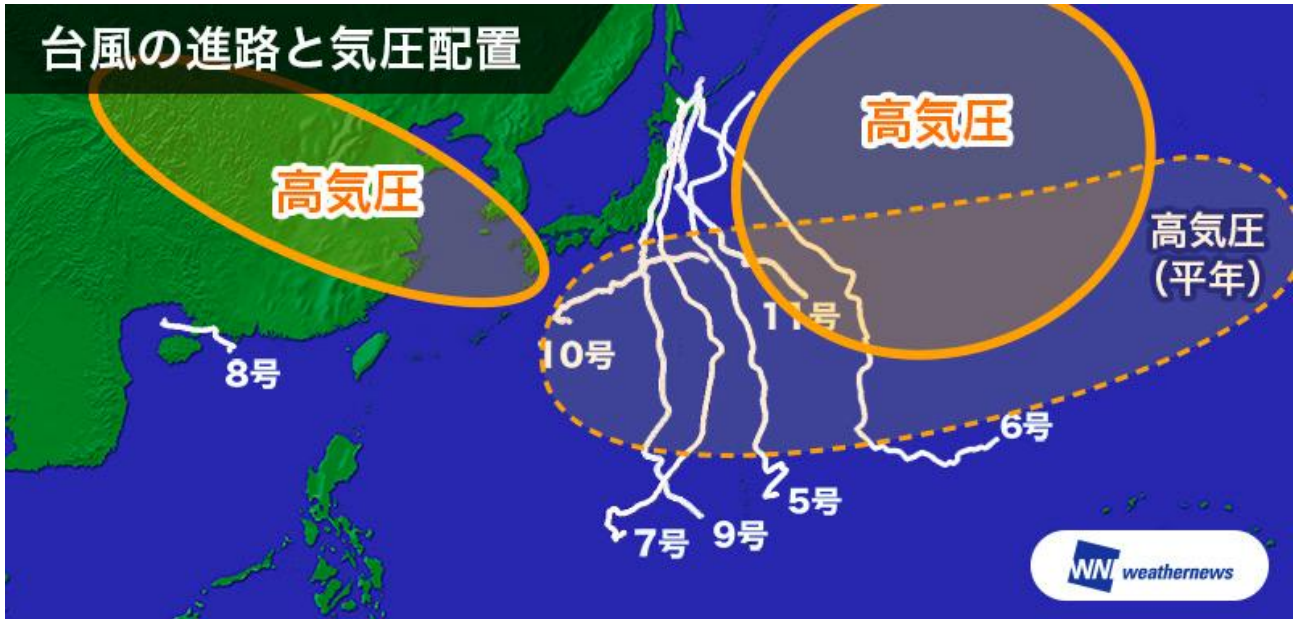 台風の進路と気圧配置
高気圧
高気圧
高気圧
(平年)
11号
10号
8号
6号
5号
9号
7号
WNI weathernews